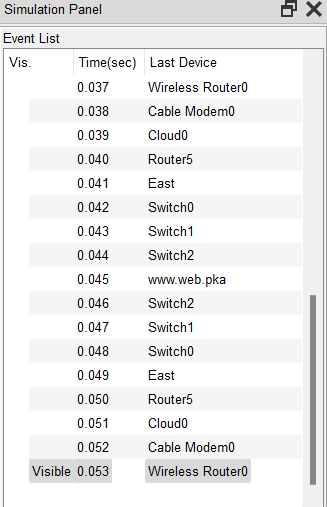 Simulation Panel
Event List
Vis. Time(sec) Last Device
0.037 Wireless Router0
0.038 Cable Modem0
0.039 Cloud0
0.040 Router5
0.041 East
0.042 Switch0
0.043 Switch1
0.044 Switch2
0.045 www.web.pka
0.046 Switch2
0.047 Switch1
0.048 Switch0
0.049 East
0.050 Router5
0.051 Cloud0
0.052 Cable Modem0
Visible 0.053 Wireless Router0